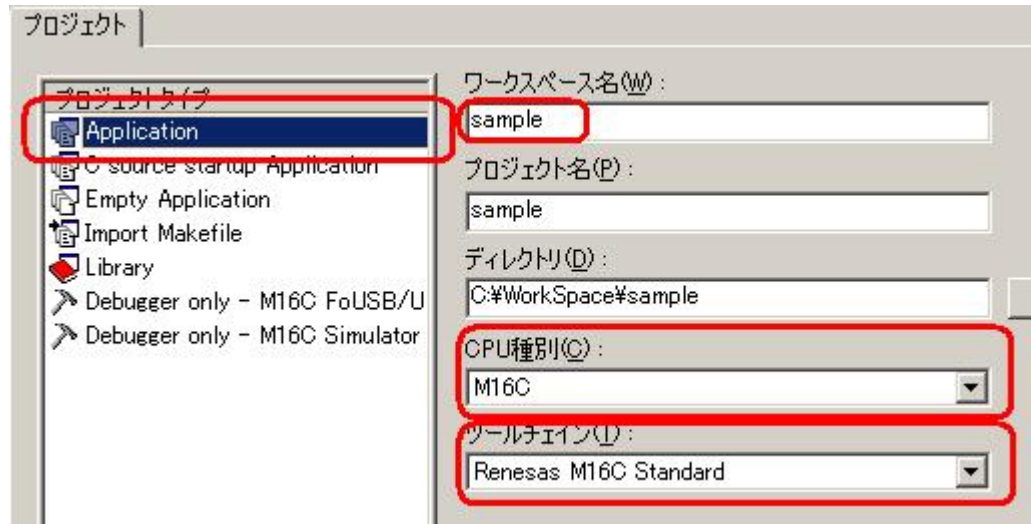 プロジェクト
プロジェクトタイプ
Application
C source startup Application
Empty Application
Import Makefile
Library
Debugger only - M16C FoUSB/U
Debugger only - M16C Simulator
ワークスペース名(W) :
sample
プロジェクト名(P) :
sample
ディレクトリ(D) :
C:¥WorkSpace¥sample
CPU種別(C) :
M16C
ツールチェイン(T) :
Renesas M16C Standard